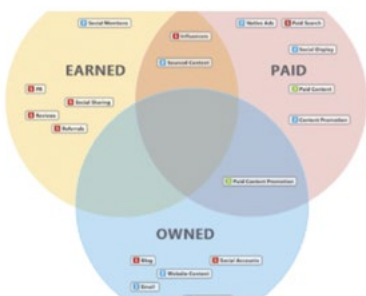 Social Mentions
Native Ads
Paid Search
Influencers
Social Display
Sourced Content
EARNED
PAID
PR
Paid Content
Social Sharing
Reviews
Content Promotion
Referrals
Paid Content Promotion
OWNED
Blog
Social Accounts
Website Content
Email